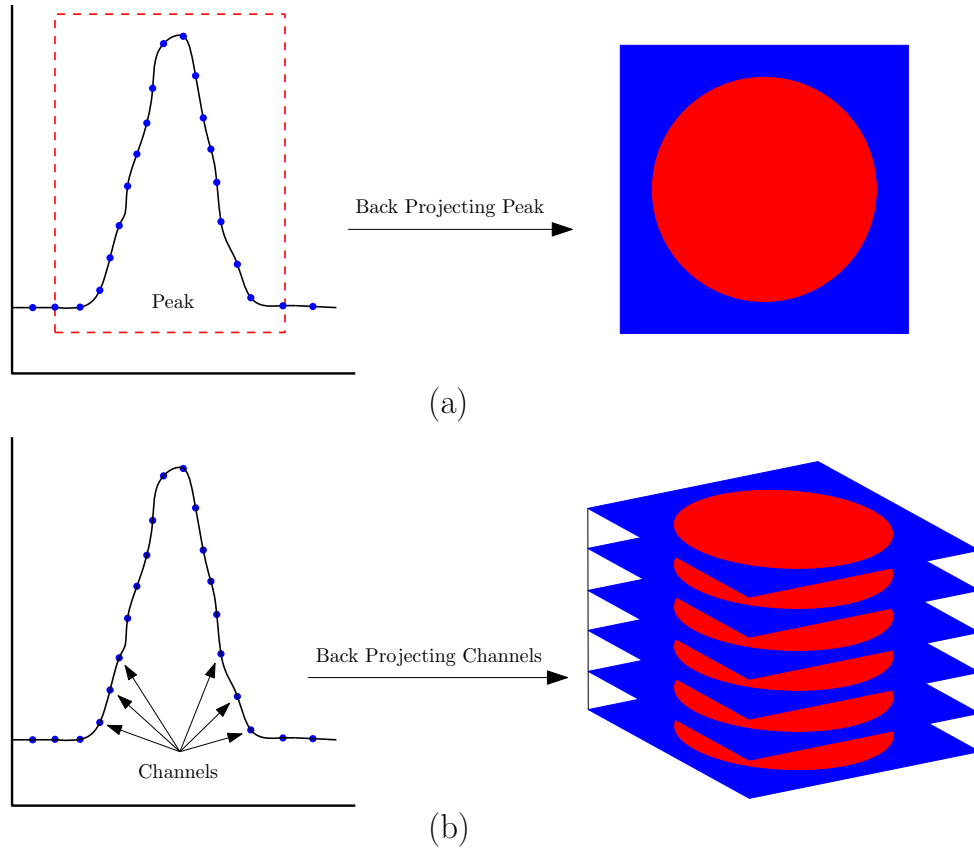 Back Projecting Peak
Peak
(a)
Back Projecting Channels
Channels
(b)